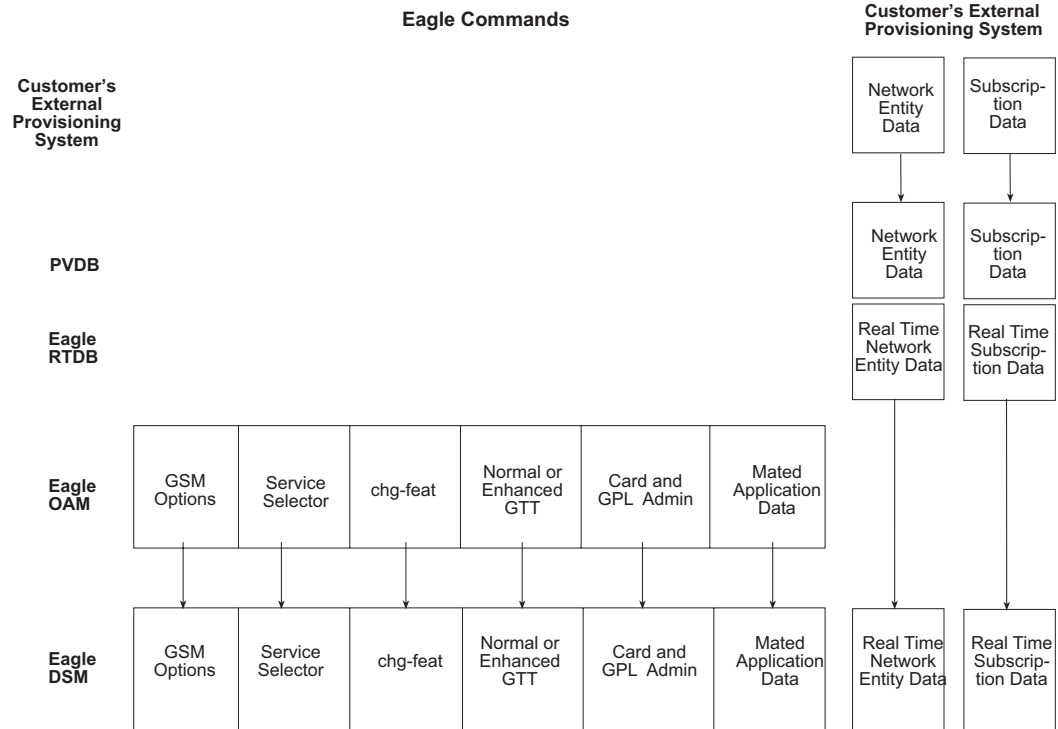 Eagle Commands
Customer's External
Provisioning System
Customer's
External
Provisioning
System
Network
Entity
Data
Subscrip-
tion
Data
PVDB
Network
Entity
Data
Subscrip-
tion
Data
Eagle
RTDB
Real Time
Network
Entity Data
Real Time
Subscrip-
tion Data
Eagle
OAM
GSM
Options
Service
Selector
chg-feat
Normal or
Enhanced
GTT
Card and
GPL Admin
Mated
Application
Data
Eagle
DSM
GSM
Options
Service
Selector
chg-feat
Normal or
Enhanced
GTT
Card and
GPL Admin
Mated
Application
Data
Real Time
Network
Entity Data
Real Time
Subscrip-
tion Data